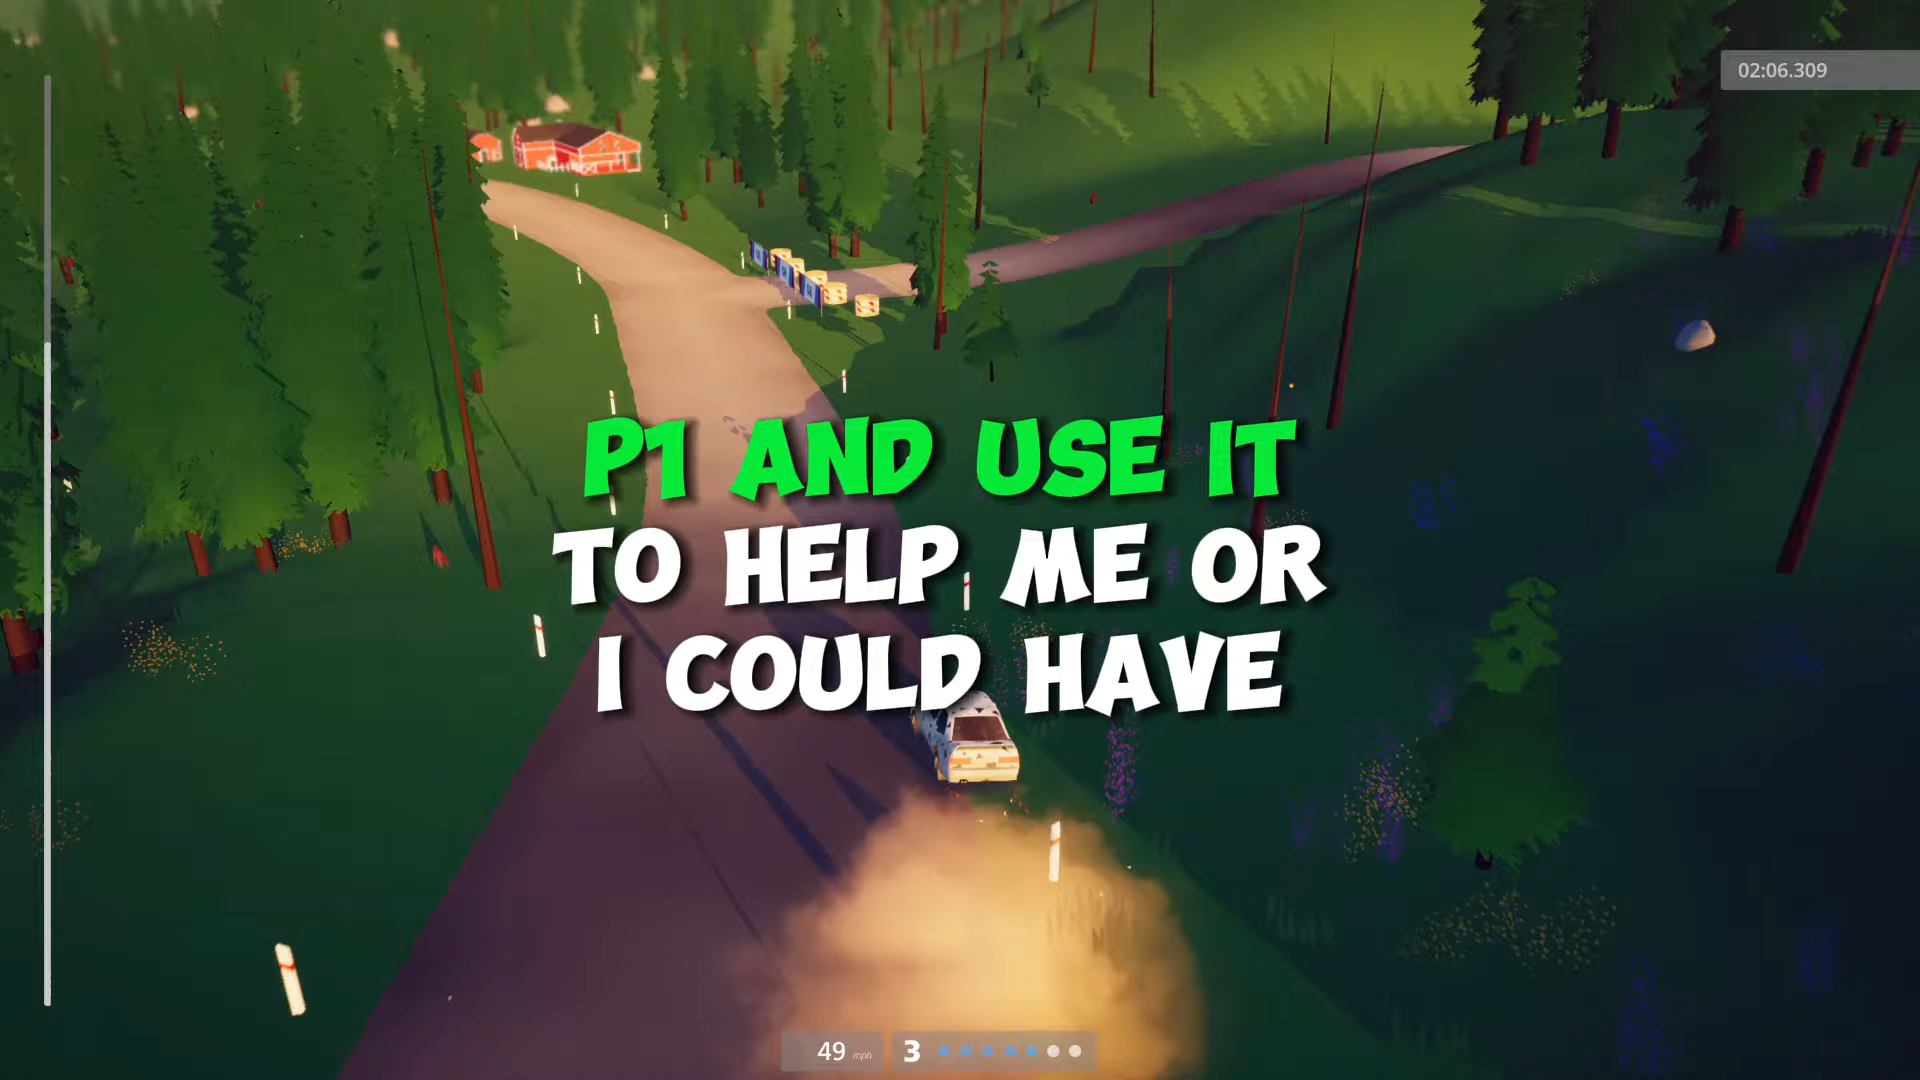 02:06.309
P1 AND USE IT
TO HELP ME OR
I COULD HAVE
49 mph 3